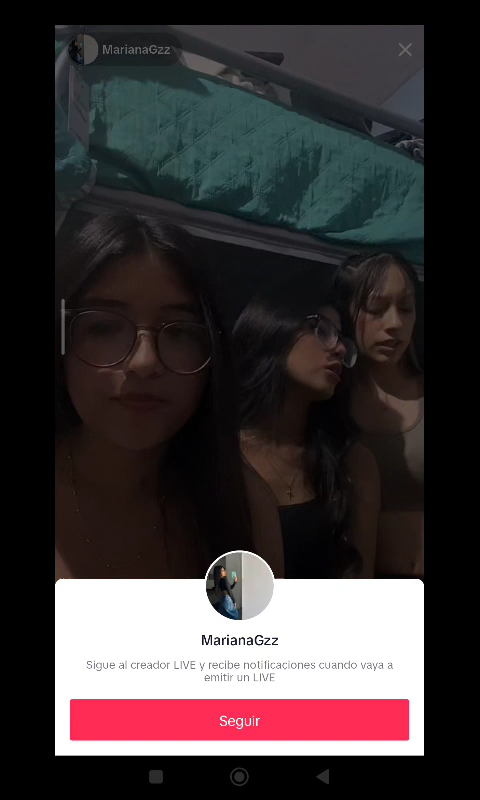 MarianaGzz
MarianaGzz
Sigue al creador LIVE y recibe notificaciones cuando vaya a
emitir un LIVE
Seguir